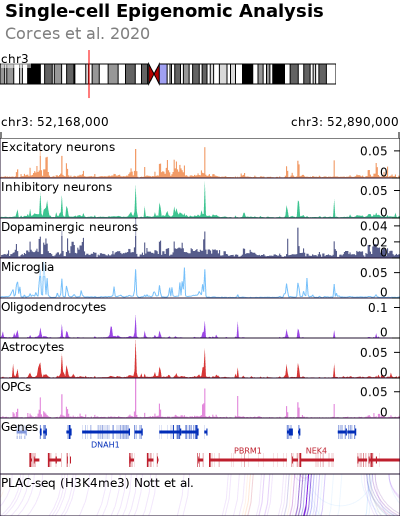 Single-cell Epigenomic Analysis
Corces et al. 2020
chr3
chr3: 52,168,000 chr3: 52,890,000
Excitatory neurons
0.05
0
Inhibitory neurons
0.05
0
Dopaminergic neurons
0.04
0.02
0
Microglia
0.05
0
Oligodendrocytes
0.1
0
Astrocytes
0.05
0
OPCs
0.05
0
Genes
DNAH1
PBRM1 NEK4
PLAC-seq (H3K4me3) Nott et al.